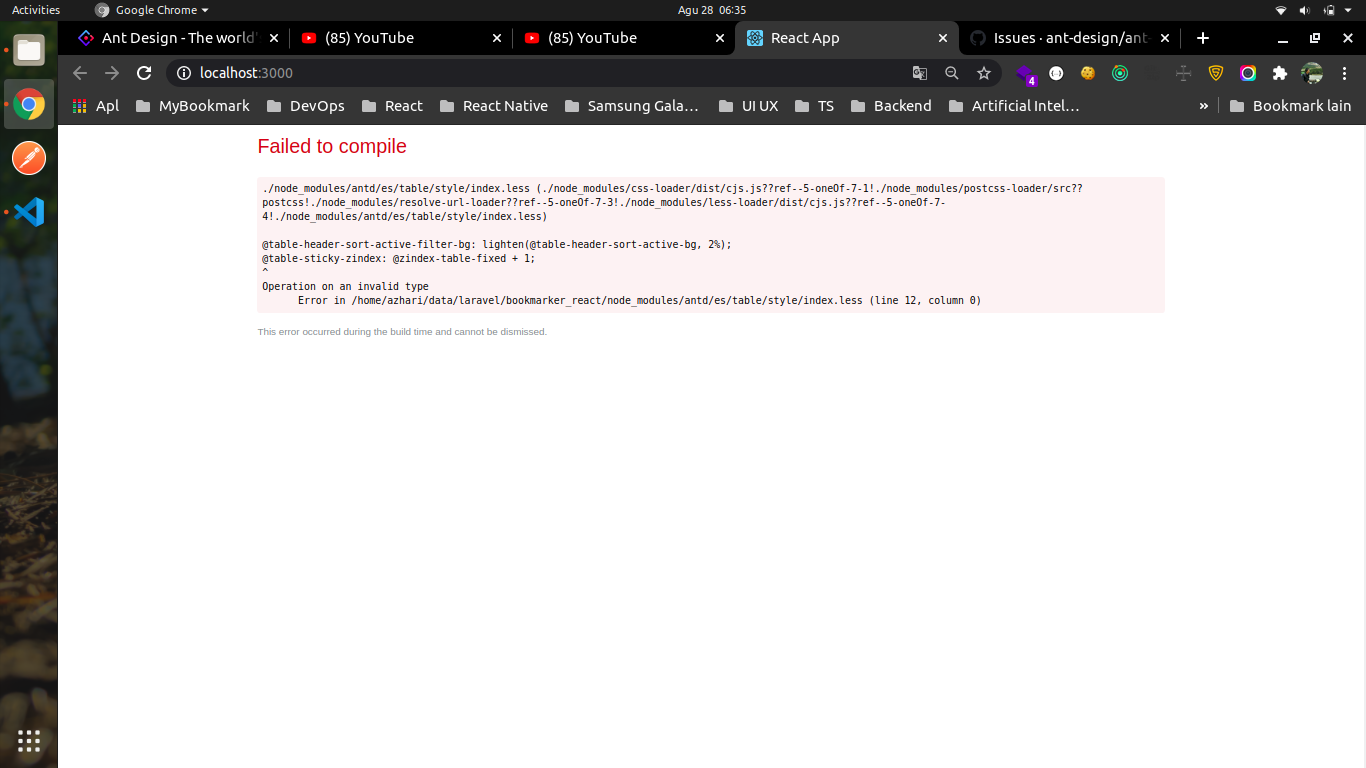 Activities
Google Chrome
Agu 28 06:35
Ant Design - The world'
(85) YouTube
(85) YouTube
React App
Issues · ant-design/ant-
localhost:3000
4
Apl
MyBookmark
DevOps
React
React Native
Samsung Gala…
UI UX
TS
Backend
Artificial Intel…
»
Bookmark lain
Failed to compile
./node_modules/antd/es/table/style/index.less (./node_modules/css-loader/dist/cjs.js??ref--5-oneOf-7-1!./node_modules/postcss-loader/src??
postcss!./node_modules/resolve-url-loader??ref--5-oneOf-7-3!./node_modules/less-loader/dist/cjs.js??ref--5-oneOf-7-
4!./node_modules/antd/es/table/style/index.less)
@table-header-sort-active-filter-bg: lighten(@table-header-sort-active-bg, 2%);
@table-sticky-zindex: @zindex-table-fixed + 1;
^
Operation on an invalid type
Error in /home/azhari/data/laravel/bookmarker_react/node_modules/antd/es/table/style/index.less (line 12, column 0)
This error occurred during the build time and cannot be dismissed.